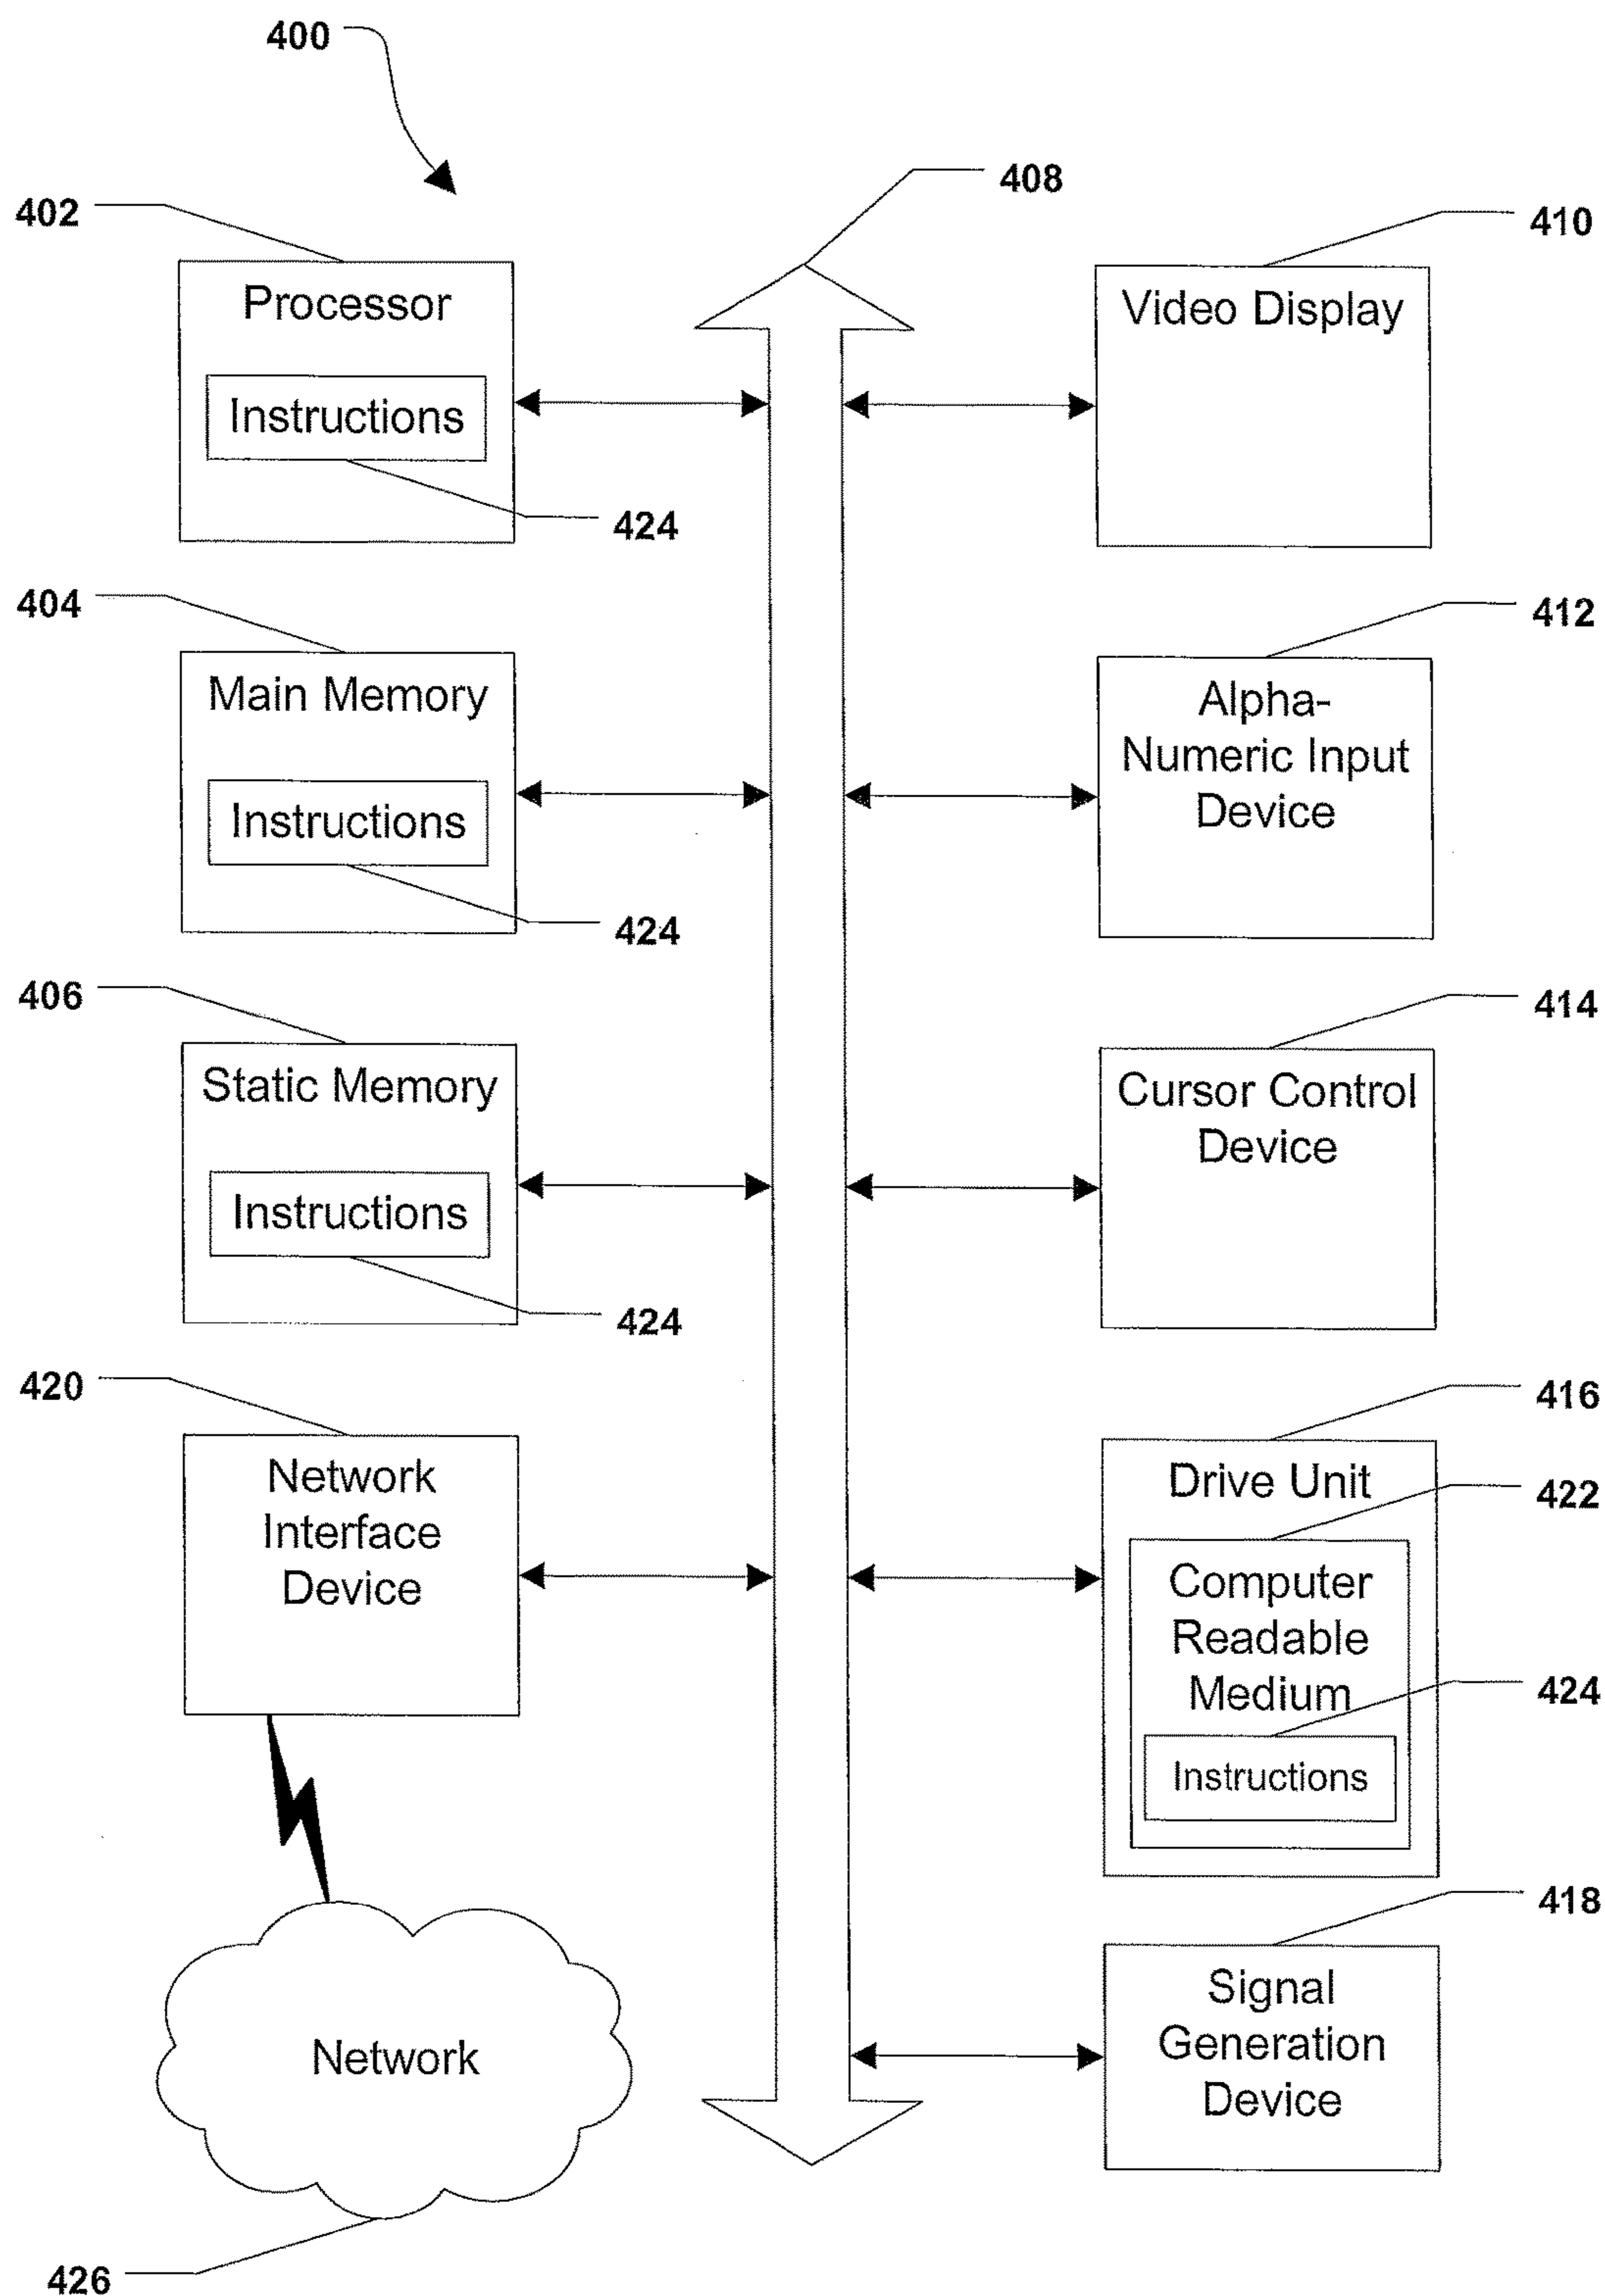 400
408
402
410
Processor
Instructions
424
Video Display
404
412
Main Memory
Instructions
424
Alpha-
Numeric Input
Device
406
414
Static Memory
Instructions
424
Cursor Control
Device
420
416
Network
Interface
Device
Drive Unit
422
Computer
Readable
Medium
424
Instructions
418
Signal
Generation
Device
Network
426